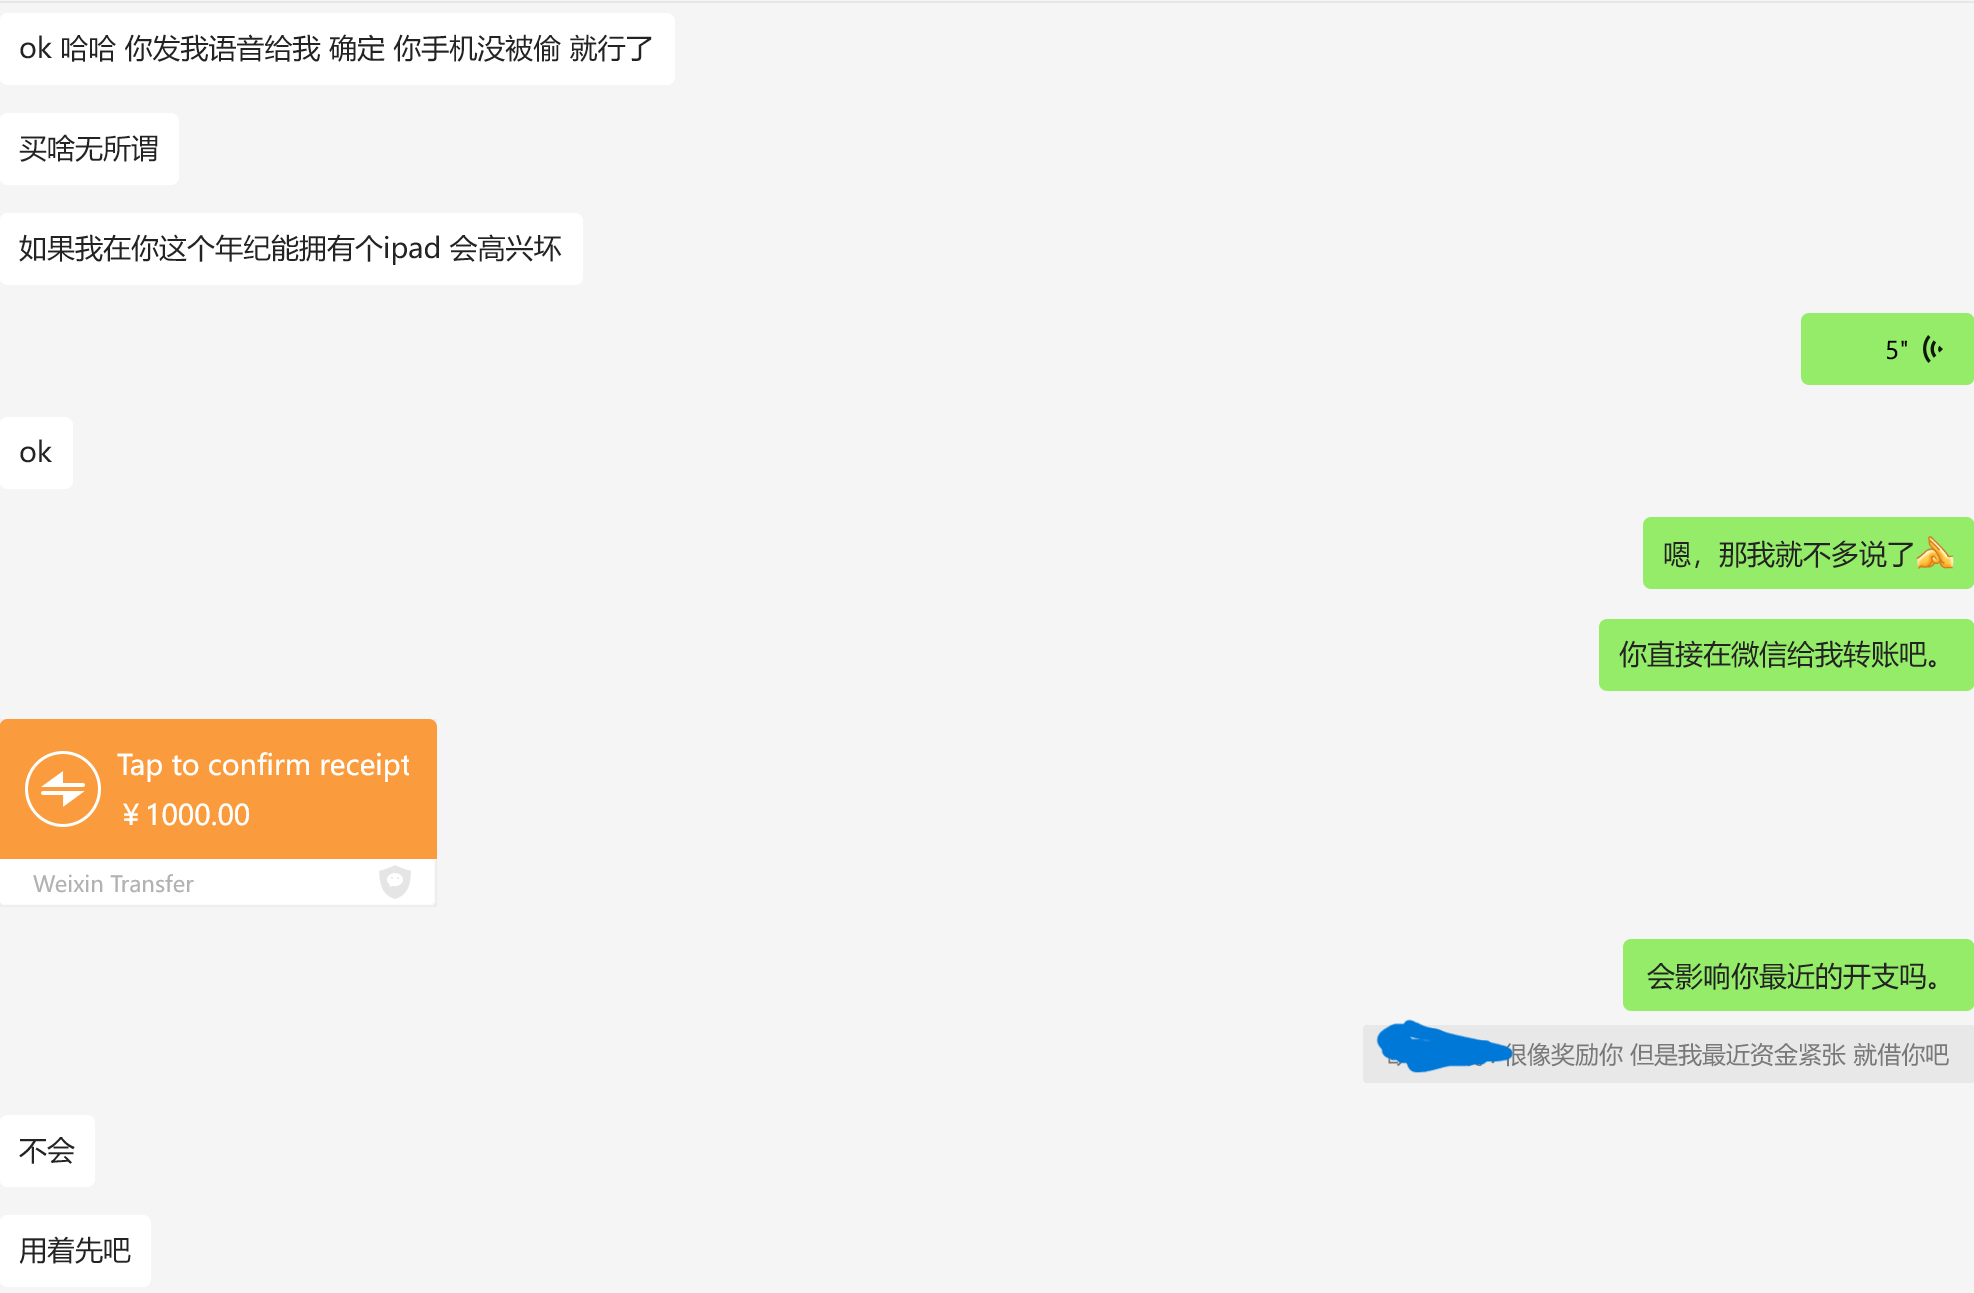 ok 哈哈 你发我语音给我 确定 你手机没被偷 就行了
买啥无所谓
如果我在你这个年纪能拥有个ipad 会高兴坏
5"
ok
嗯，那我就不多说了
你直接在微信给我转账吧。
Tap to confirm receipt
¥1000.00
Weixin Transfer
会影响你最近的开支吗。
很像奖励你 但是我最近资金紧张 就借你吧
不会
用着先吧